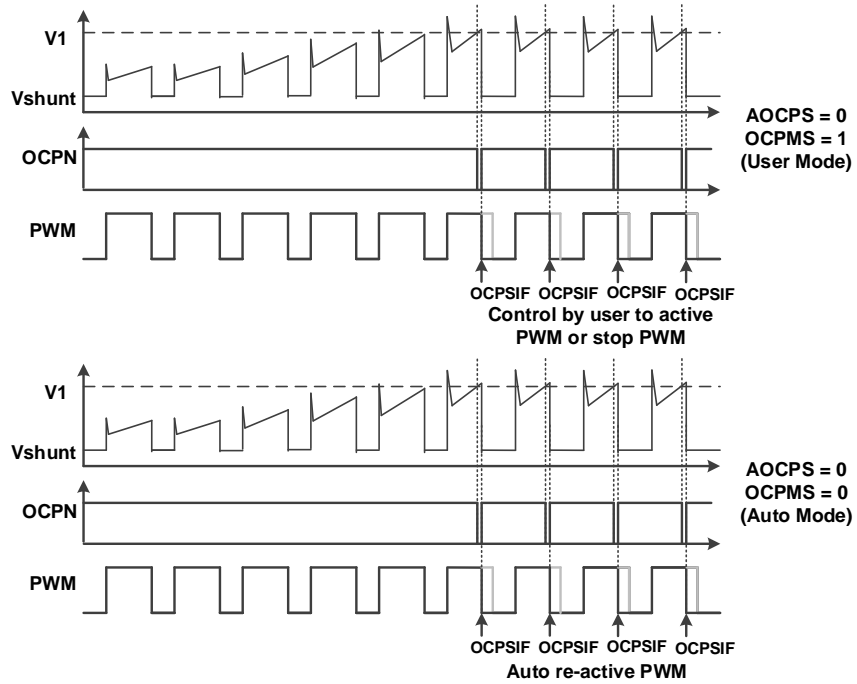 V1
Vshunt
AOCPS = 0
OCPMS = 1
(User Mode)
OCPN
PWM
OCPSIF OCPSIF OCPSIF OCPSIF
Control by user to active
PWM or stop PWM
V1
Vshunt
AOCPS = 0
OCPMS = 0
(Auto Mode)
OCPN
PWM
OCPSIF OCPSIF OCPSIF OCPSIF
Auto re-active PWM